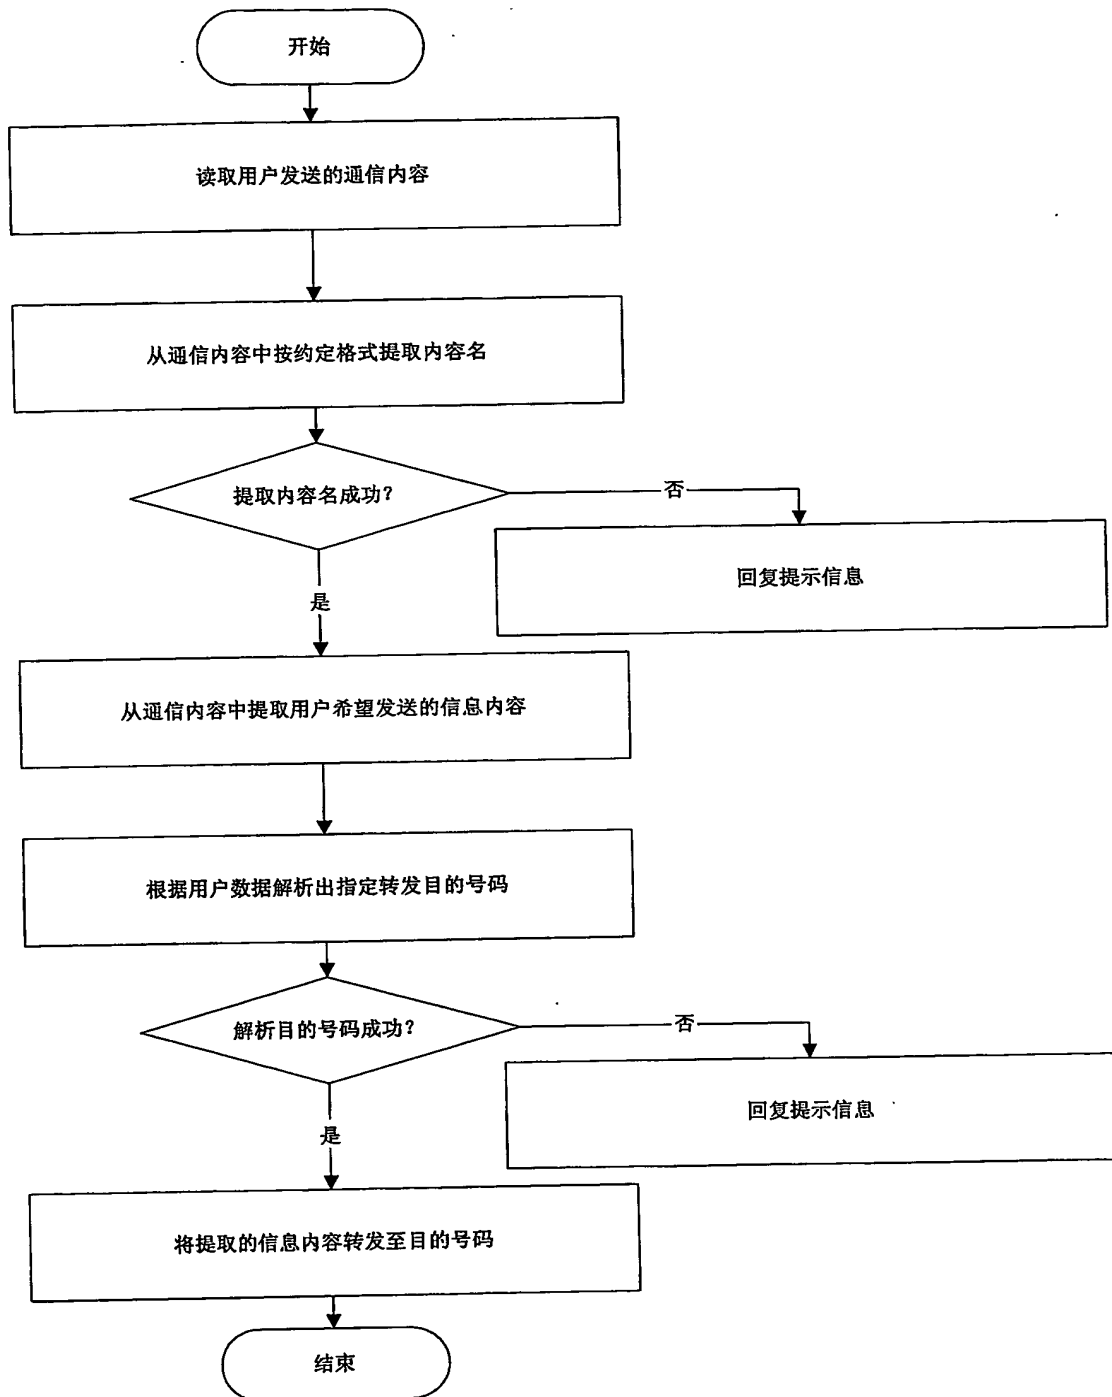 开始
读取用户发送的通信内容
从通信内容中按约定格式提取内容名
提取内容名成功？
否
回复提示信息
是
从通信内容中提取用户希望发送的信息内容
根据用户数据解析出指定转发目的号码
解析目的号码成功？
否
回复提示信息
是
将提取的信息内容转发至目的号码
结束